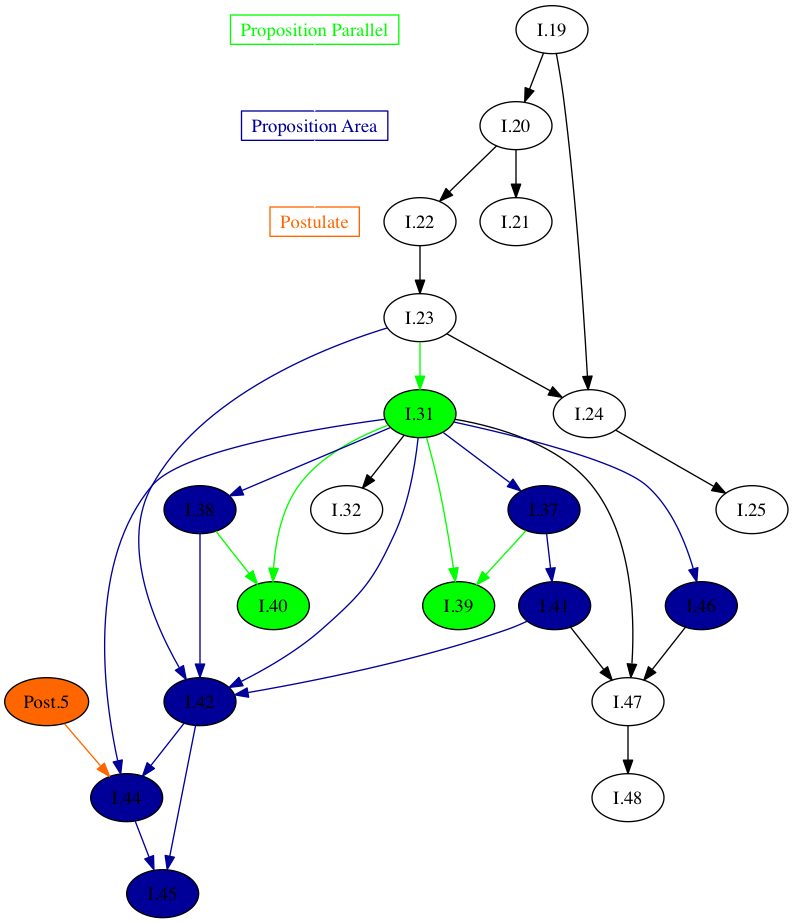 Proposition Parallel
I.19
Proposition Area
I.20
Postulate
I.22
I.21
I.23
I.31
I.24
I.38
I.32
I.37
I.25
I.40
I.39
I.41
I.46
Post.5
I.42
I.47
I.44
I.48
I.45